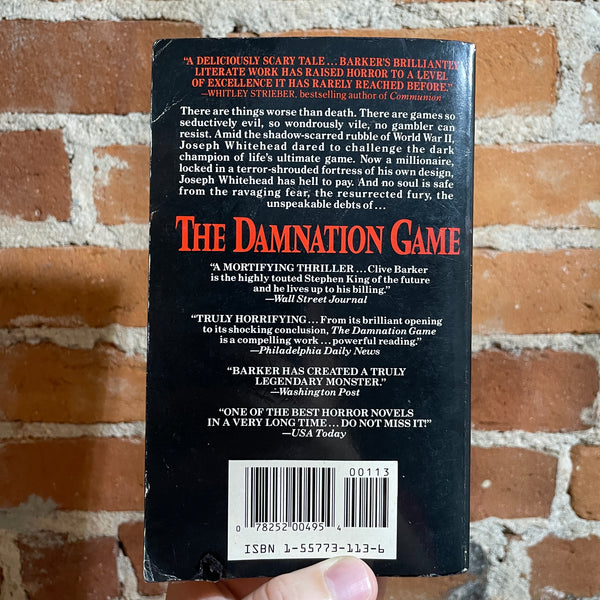 "A DELICIOUSLY SCARY TALE... BARKER'S BRILLIANTLY
LITERATE WORK HAS RAISED HORROR TO A LEVEL
OF EXCELLENCE IT HAS RARELY REACHED BEFORE."
—WHITLEY STRIEBER, bestselling author of Communion
There are things worse than death. There are games so
seductively evil, so wondrously vile, no gambler can
resist. Amid the shadow-scarred rubble of World War II,
Joseph Whitehead dared to challenge the dark
champion of life's ultimate game. Now a millionaire,
locked in a terror-shrouded fortress of his own design,
Joseph Whitehead has hell to pay. And no soul is safe
from the ravaging fear, the resurrected fury, the
unspeakable debts of...
THE DAMNATION GAME
"A MORTIFYING THRILLER... Clive Barker
is the highly touted Stephen King of the future
and he lives up to his billing."
—Wall Street Journal
"TRULY HORRIFYING... From its brilliant opening
to its shocking conclusion, The Damnation Game
is a compelling work... powerful reading."
—Philadelphia Daily News
"BARKER HAS CREATED A TRULY
LEGENDARY MONSTER."
—Washington Post
"ONE OF THE BEST HORROR NOVELS
IN A VERY LONG TIME... DO NOT MISS IT!"
—USA Today
00113
0 78252 00495 4
ISBN 1-55773-113-6